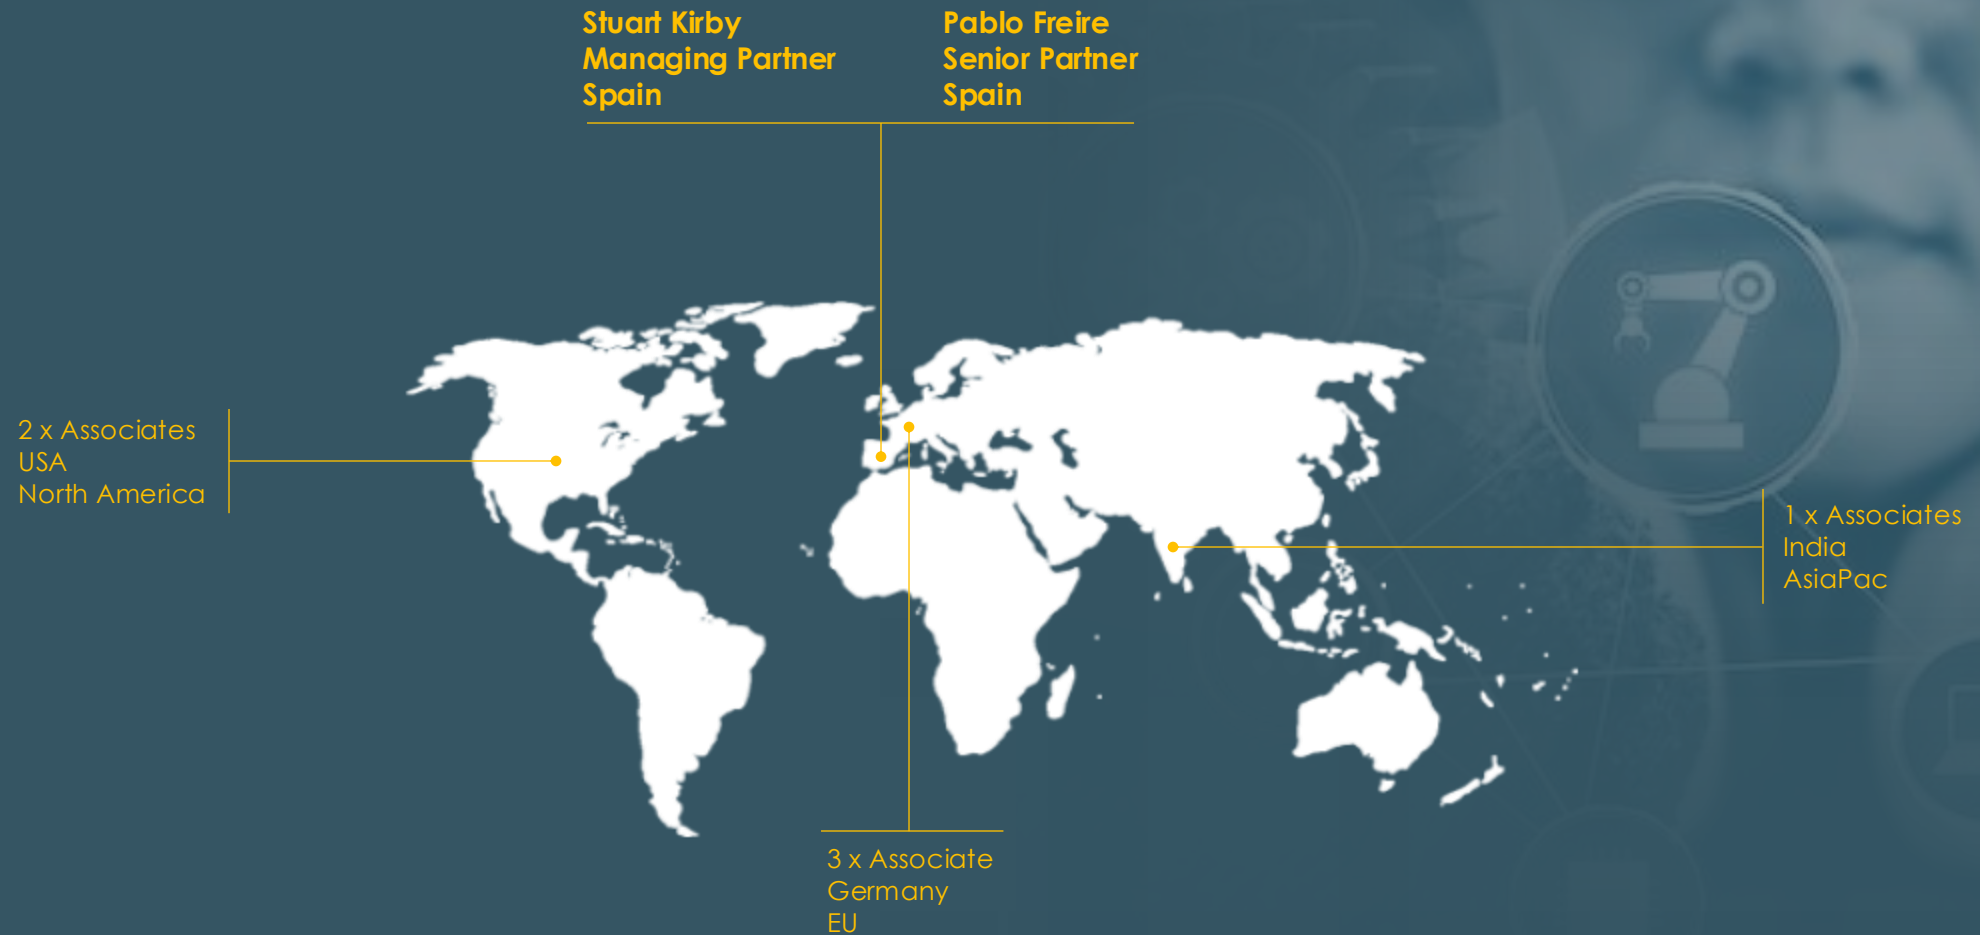 Stuart Kirby
Managing Partner
Spain
Pablo Freire
Senior Partner
Spain
2 x Associates
USA
North America
1 x Associates
India
AsiaPac
3 x Associate
Germany
EU